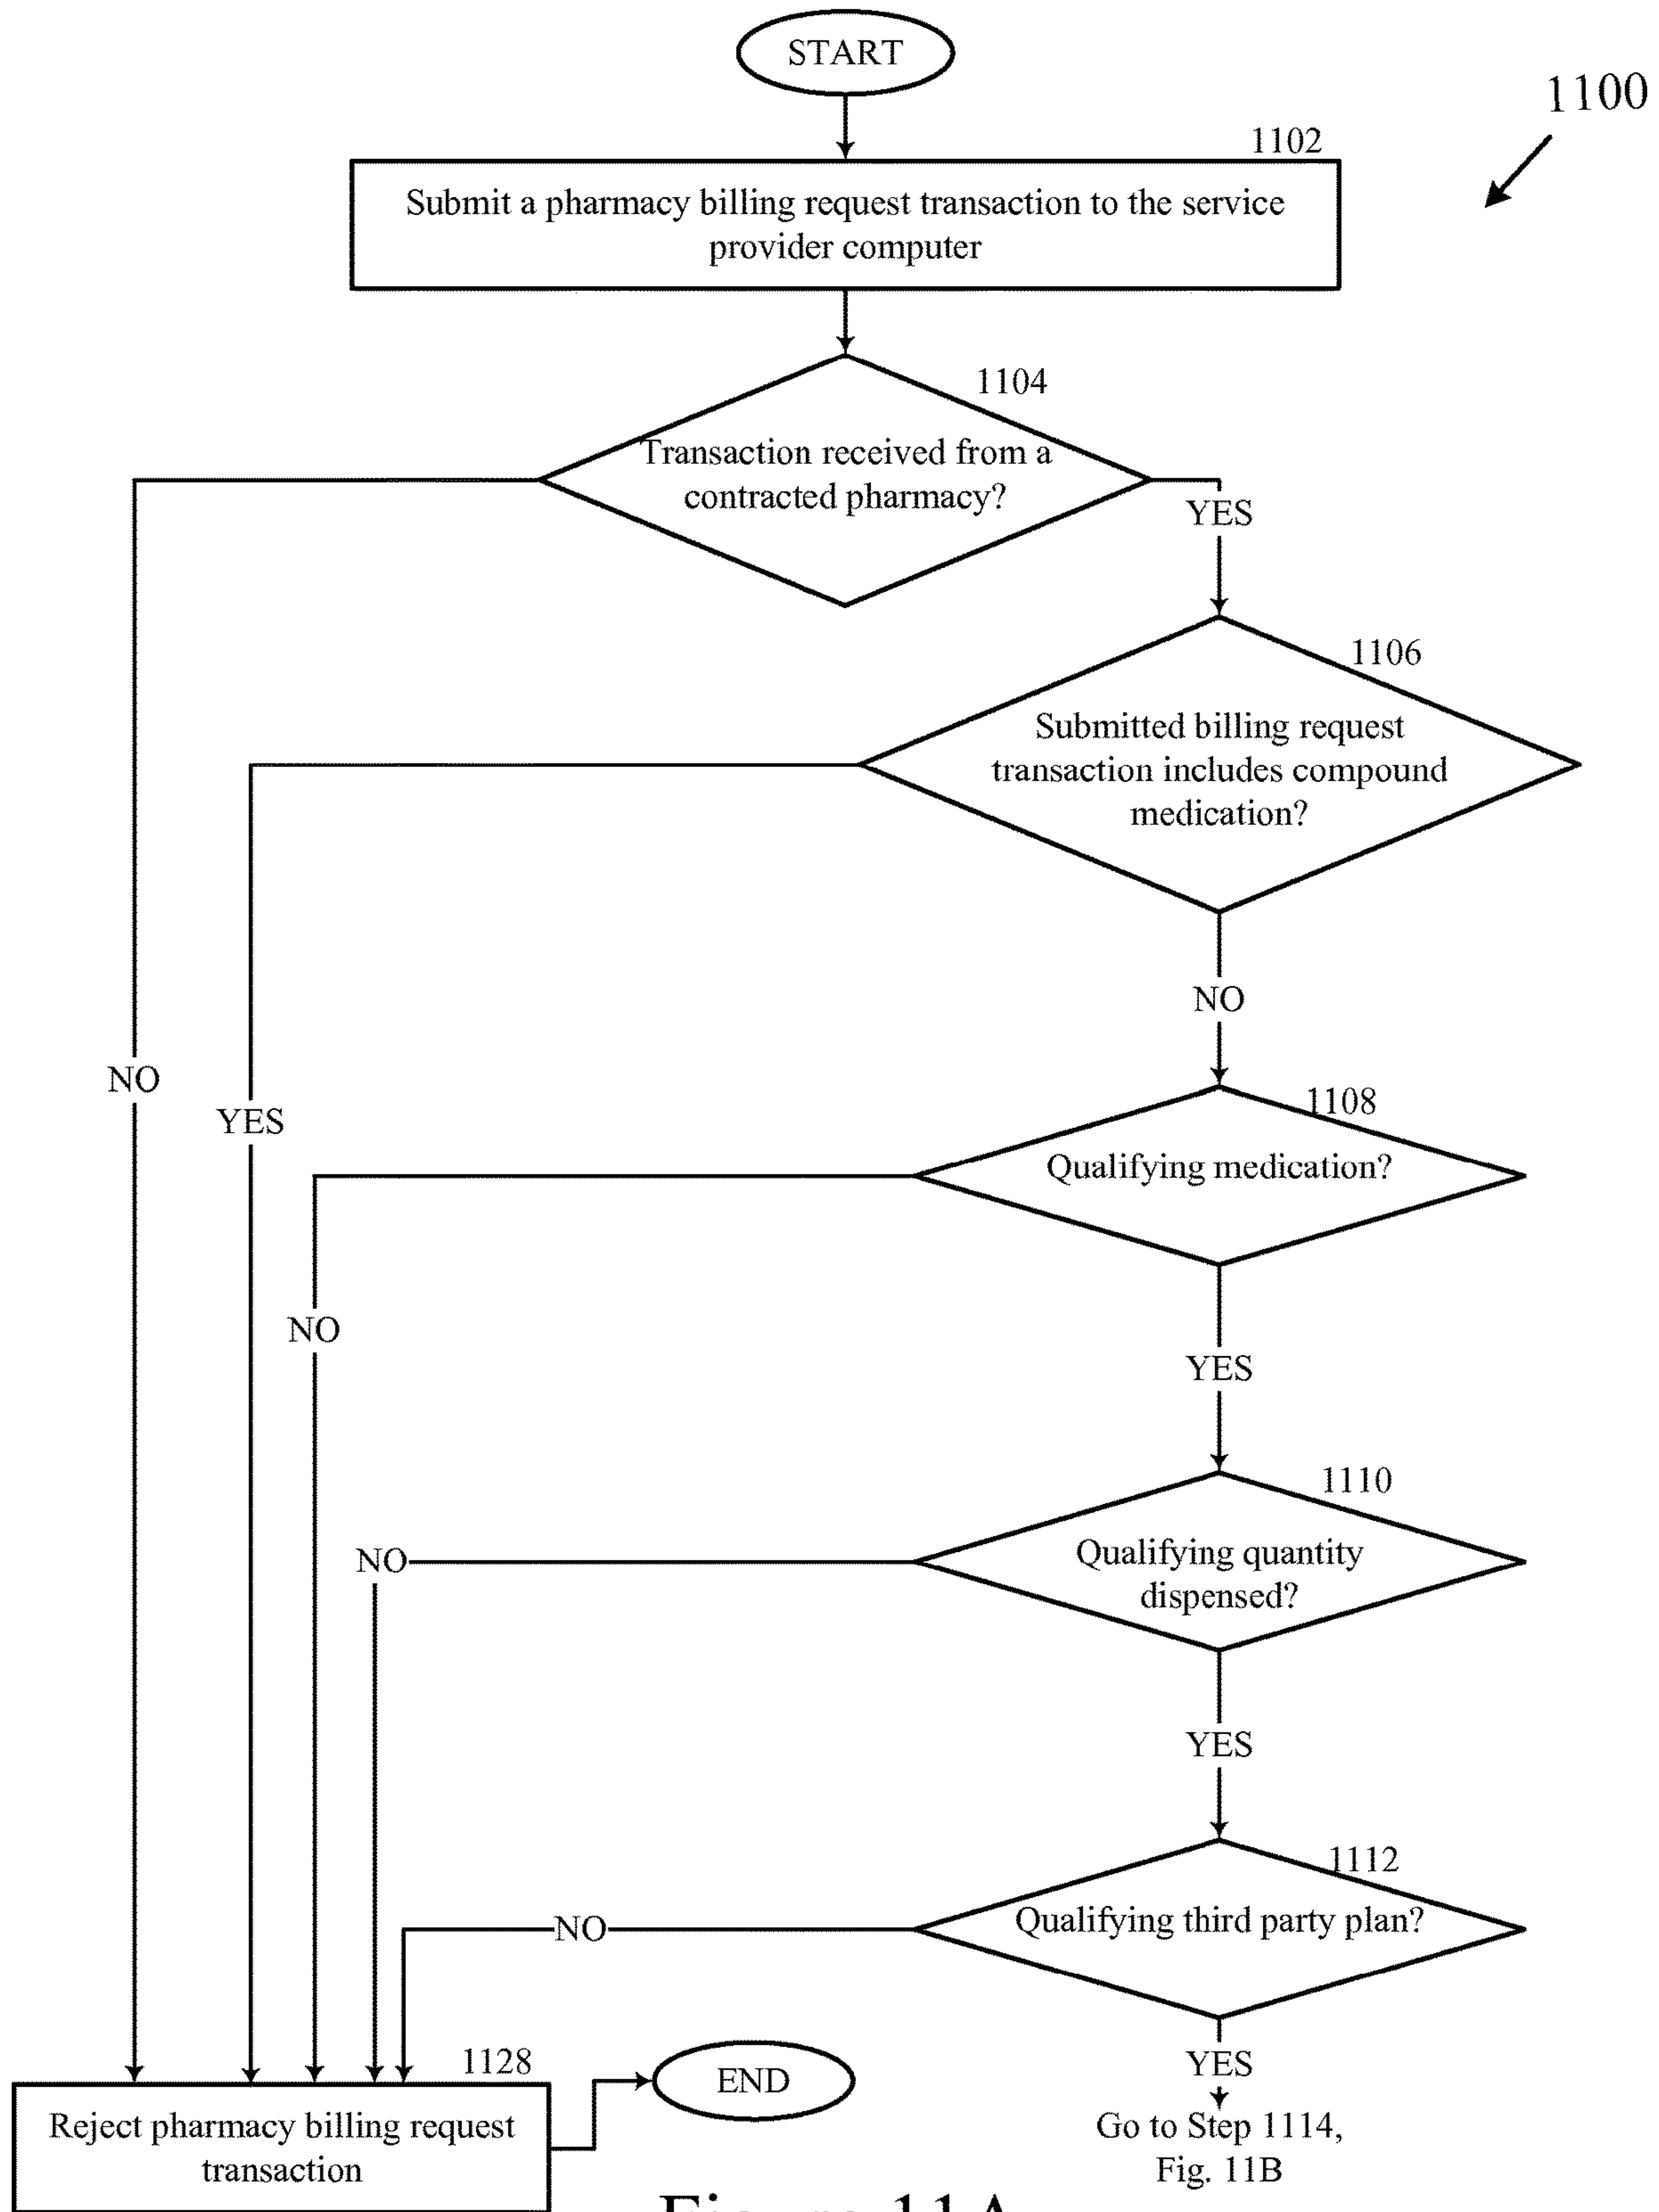 START
1100
1102
Submit a pharmacy billing request transaction to the service
provider computer
1104
Transaction received from a
contracted pharmacy?
YES
1106
Submitted billing request
transaction includes compound
medication?
NO
NO
YES
1108
Qualifying medication?
NO
YES
1110
Qualifying quantity
dispensed?
NO
YES
1112
Qualifying third party plan?
NO
YES
1128
Reject pharmacy billing request
transaction
END
Go to Step 1114,
Fig. 11B
Figure 11A